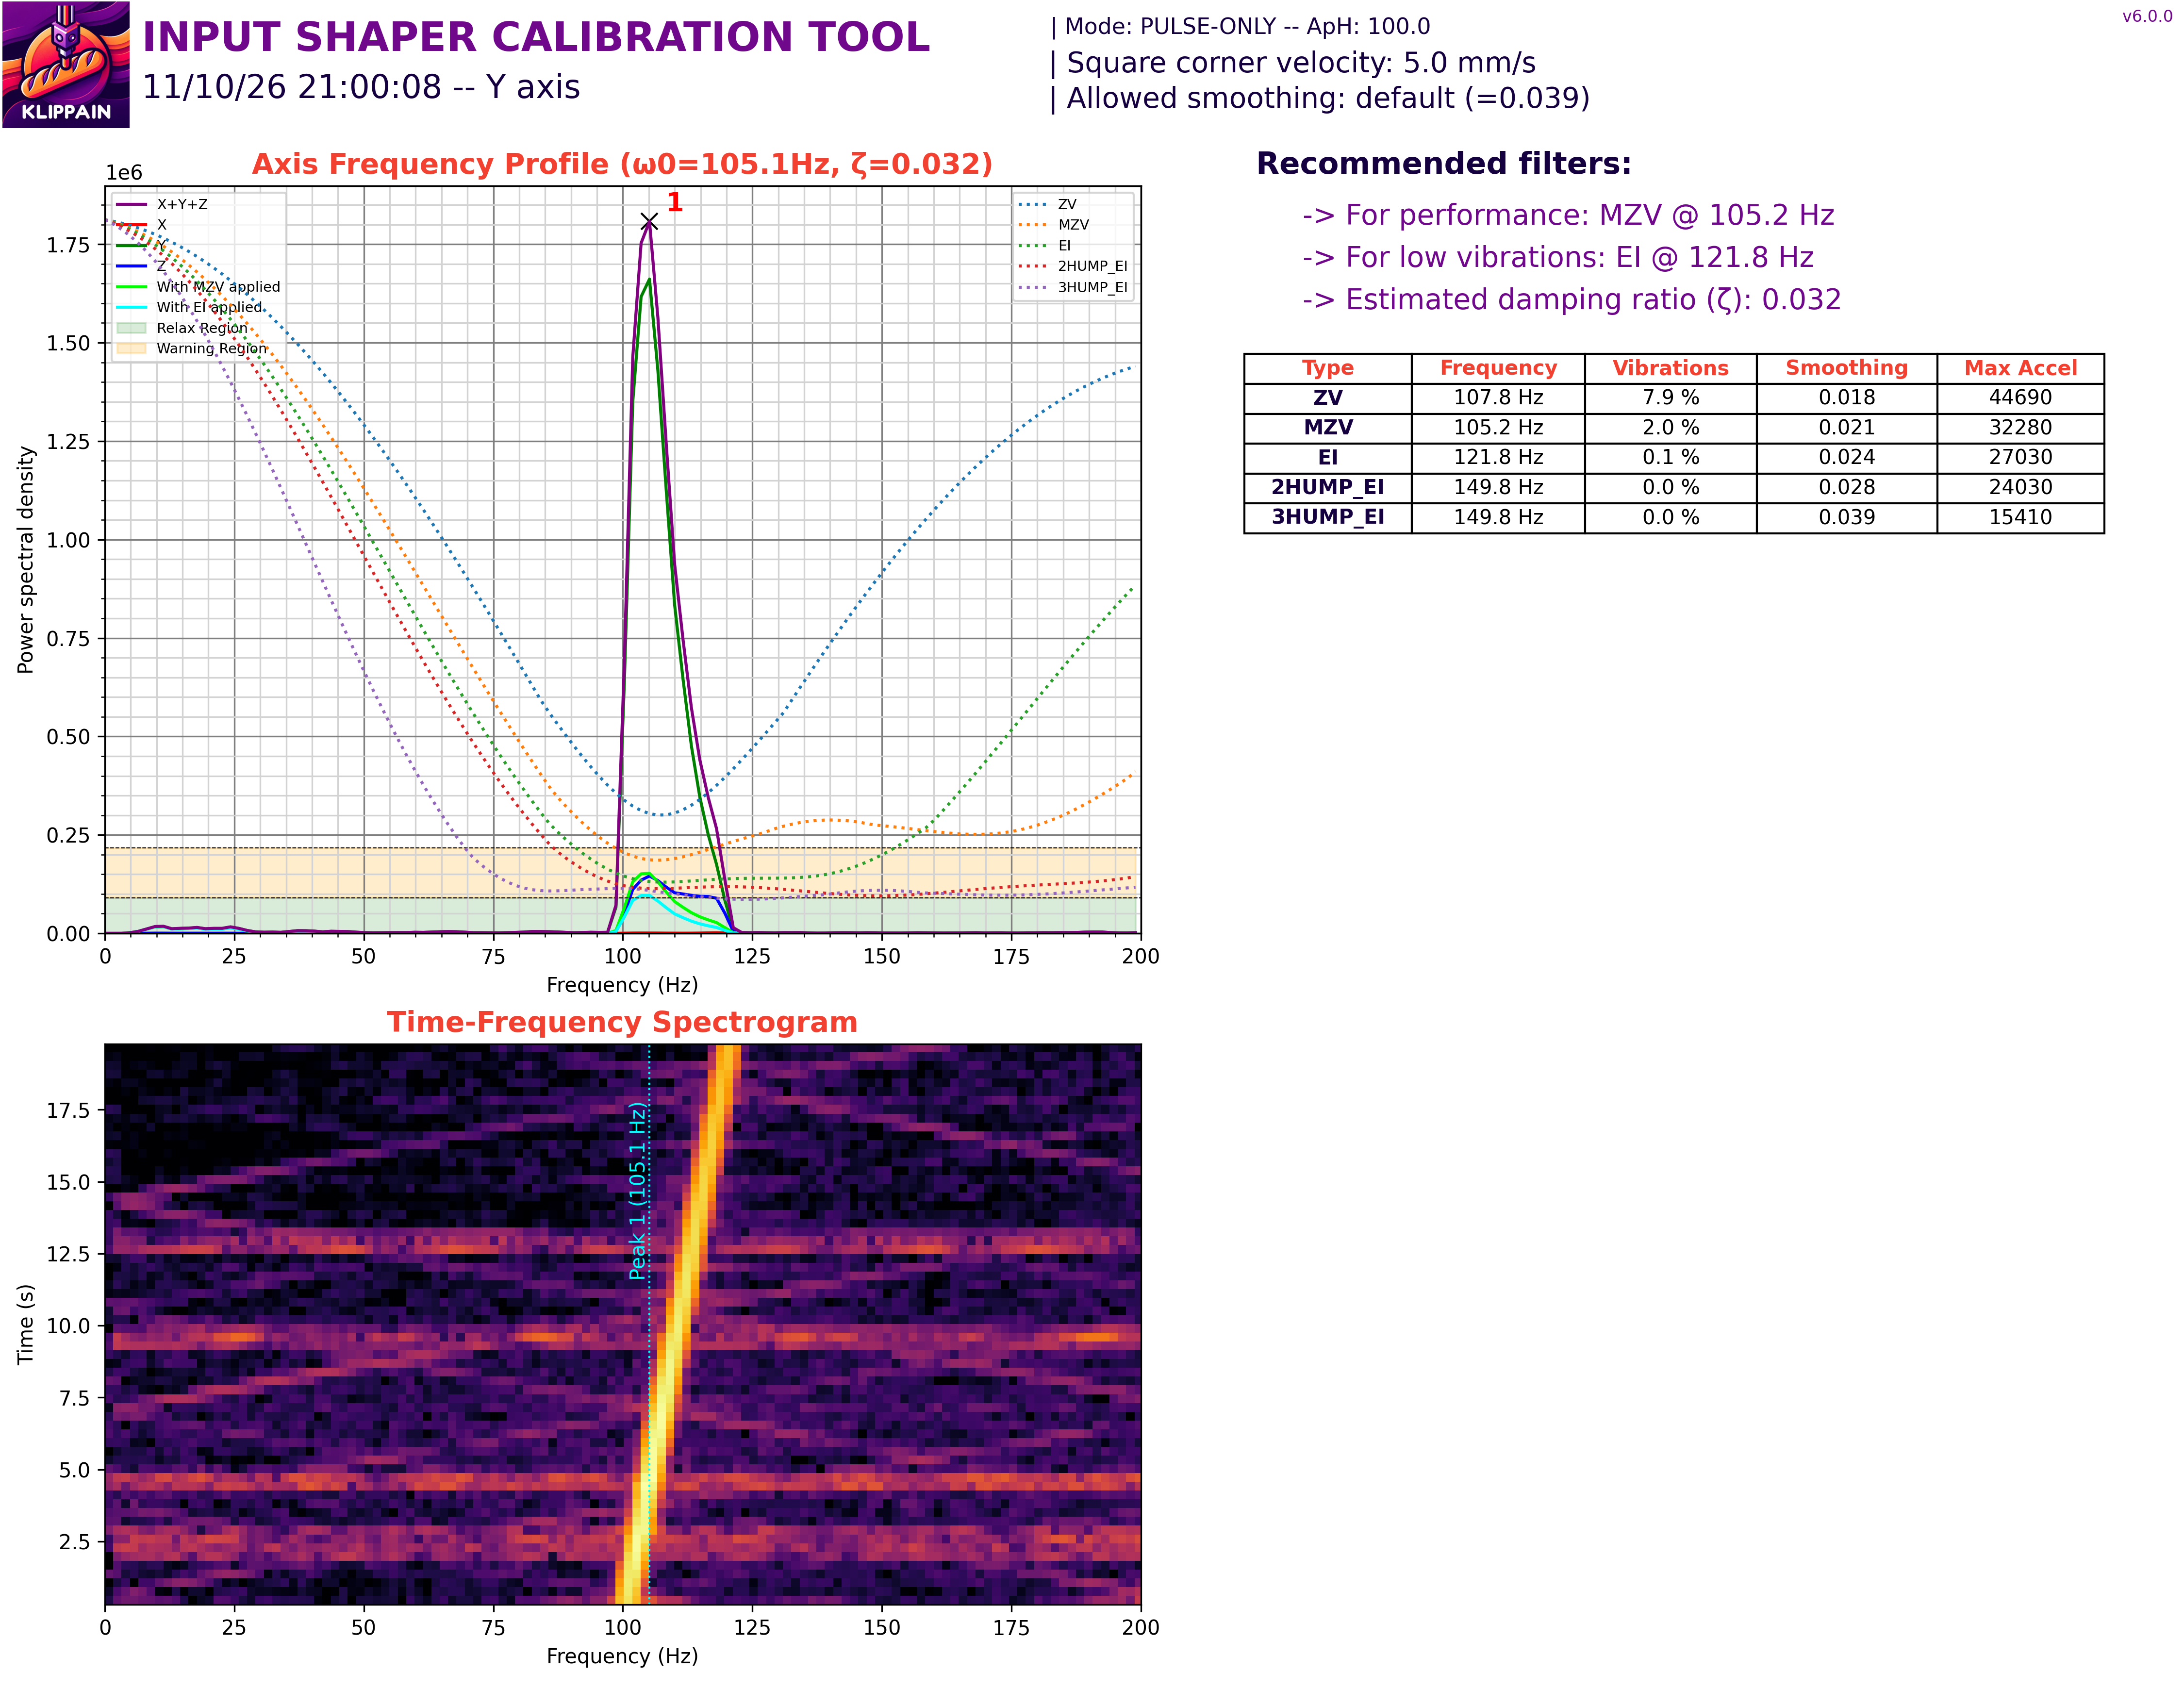 KLIPPAIN
INPUT SHAPER CALIBRATION TOOL
11/10/26 21:00:08 -- Y axis
| Mode: PULSE-ONLY -- ApH: 100.0
| Square corner velocity: 5.0 mm/s
| Allowed smoothing: default (=0.039)
v6.0.0
Axis Frequency Profile (ω0=105.1Hz, ζ=0.032)
1e6
X+Y+Z
X
Y
Z
With MZV applied
With EI applied
Relax Region
Warning Region
1
ZV
MZV
EI
2HUMP_EI
3HUMP_EI
Power spectral density
1.75
1.50
1.25
1.00
0.75
0.50
0.25
0.00
0 25 50 75 100 125 150 175 200
Frequency (Hz)
Recommended filters:
-> For performance: MZV @ 105.2 Hz
-> For low vibrations: EI @ 121.8 Hz
-> Estimated damping ratio (ζ): 0.032
Type Frequency Vibrations Smoothing Max Accel
ZV 107.8 Hz 7.9 % 0.018 44690
MZV 105.2 Hz 2.0 % 0.021 32280
EI 121.8 Hz 0.1 % 0.024 27030
2HUMP_EI 149.8 Hz 0.0 % 0.028 24030
3HUMP_EI 149.8 Hz 0.0 % 0.039 15410
Time-Frequency Spectrogram
Time (s)
17.5
15.0
12.5
10.0
7.5
5.0
2.5
Peak 1 (105.1 Hz)
0 25 50 75 100 125 150 175 200
Frequency (Hz)